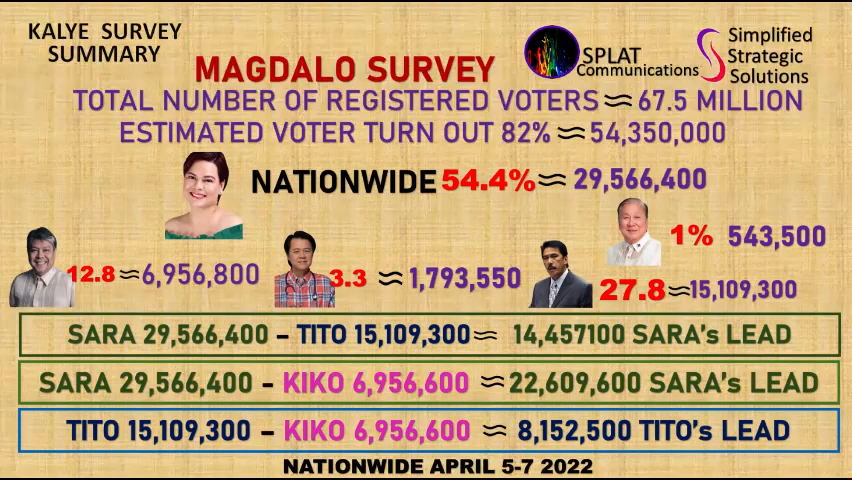 KALYE SURVEY
SUMMARY
SPLAT
Communications
Simplified
Strategic
Solutions
MAGDALO SURVEY
TOTAL NUMBER OF REGISTERED VOTERS ≈ 67.5 MILLION
ESTIMATED VOTER TURN OUT 82% ≈ 54,350,000
NATIONWIDE 54.4% ≈ 29,566,400
1% 543,500
12.8 ≈ 6,956,800
3.3 ≈ 1,793,550
27.8 ≈ 15,109,300
SARA 29,566,400 – TITO 15,109,300 ≈ 14,457100 SARA's LEAD
SARA 29,566,400 – KIKO 6,956,600 ≈ 22,609,600 SARA's LEAD
TITO 15,109,300 – KIKO 6,956,600 ≈ 8,152,500 TITO's LEAD
NATIONWIDE APRIL 5-7 2022